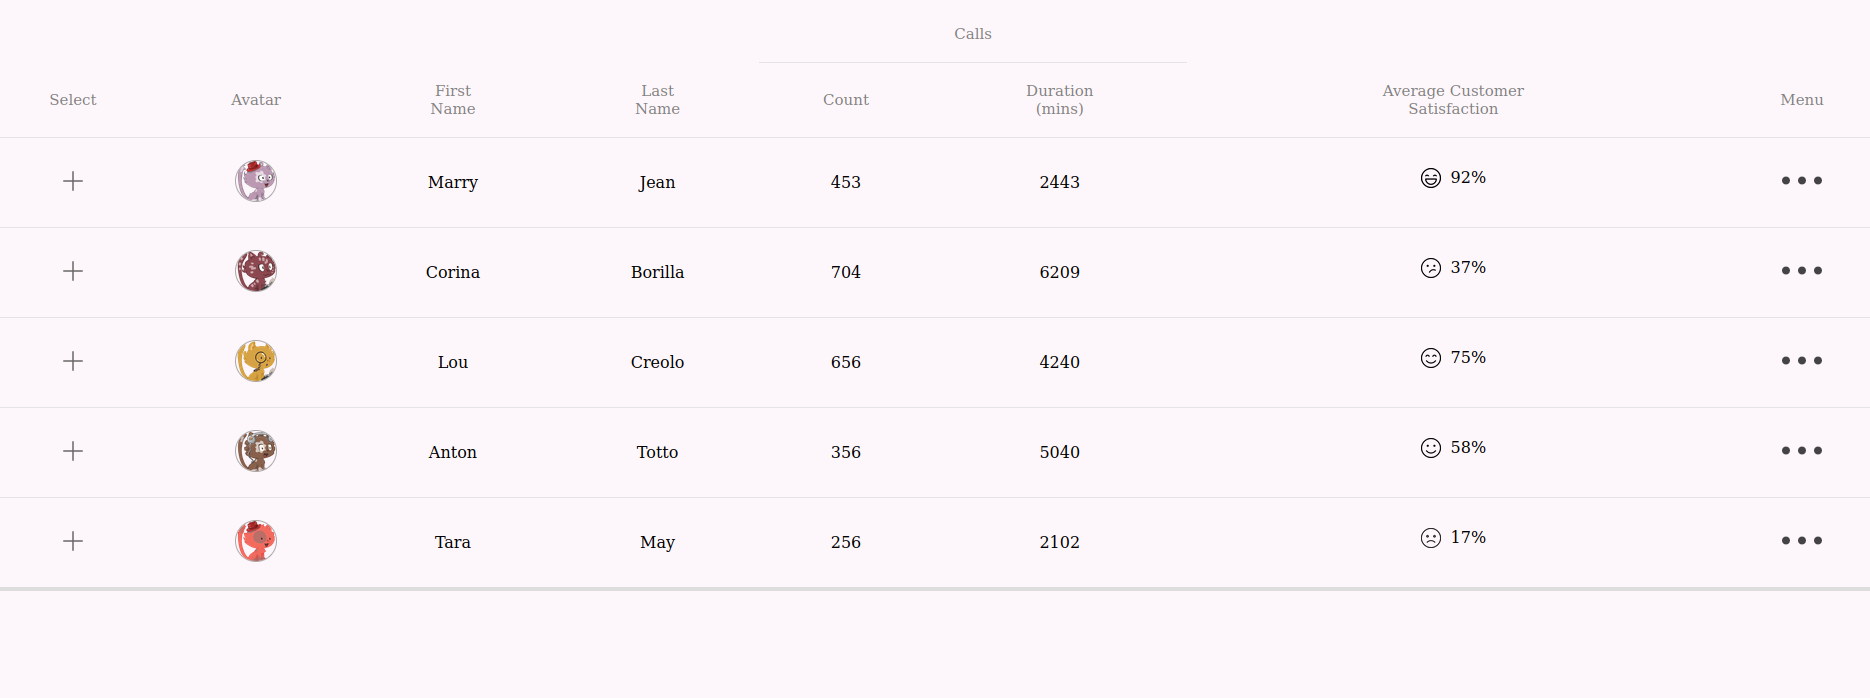 Calls
Select Avatar First Name Last Name Count Duration (mins) Average Customer Satisfaction Menu
Marry Jean 453 2443 92%
Corina Borilla 704 6209 37%
Lou Creolo 656 4240 75%
Anton Totto 356 5040 58%
Tara May 256 2102 17%